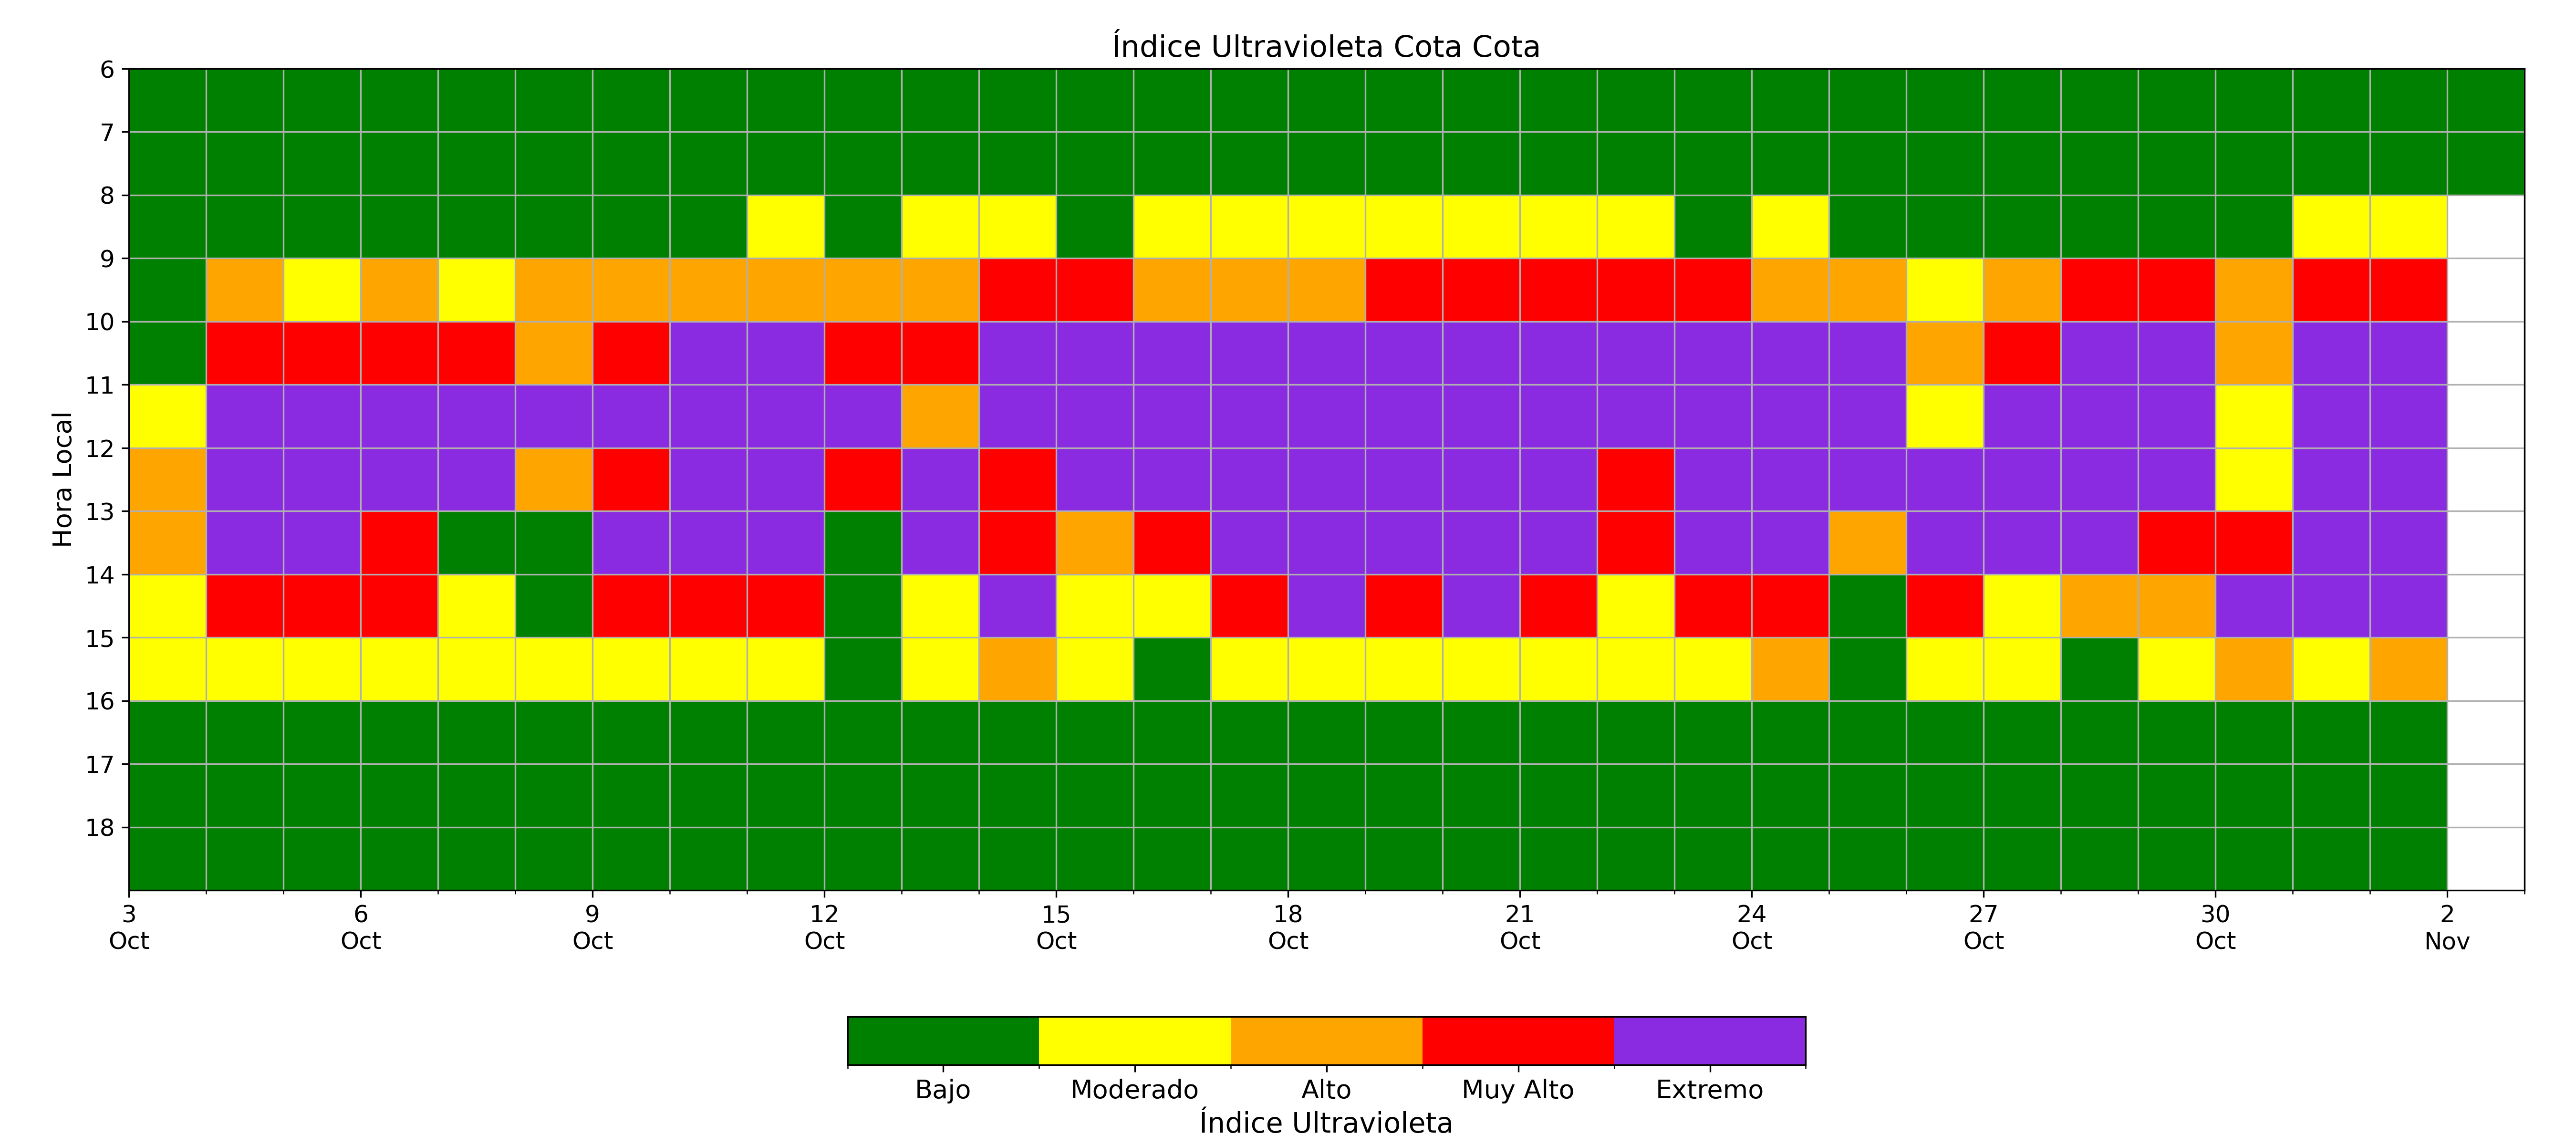 Índice Ultravioleta Cota Cota
Hora Local
6
7
8
9
10
11
12
13
14
15
16
17
18
3 6 9 12 15 18 21 24 27 30 2
Oct Oct Oct Oct Oct Oct Oct Oct Oct Oct Nov
Bajo Moderado Alto Muy Alto Extremo
Índice Ultravioleta